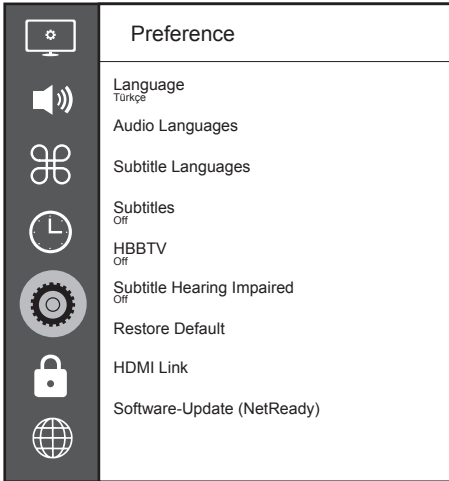 Preference
Language
Türkçe
Audio Languages
Subtitle Languages
Subtitles
Off
HBBTV
Off
Subtitle Hearing Impaired
Off
Restore Default
HDMI Link
Software-Update (NetReady)